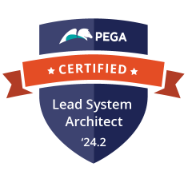 PEGA
★ CERTIFIED ★
Lead System
Architect
'24.2